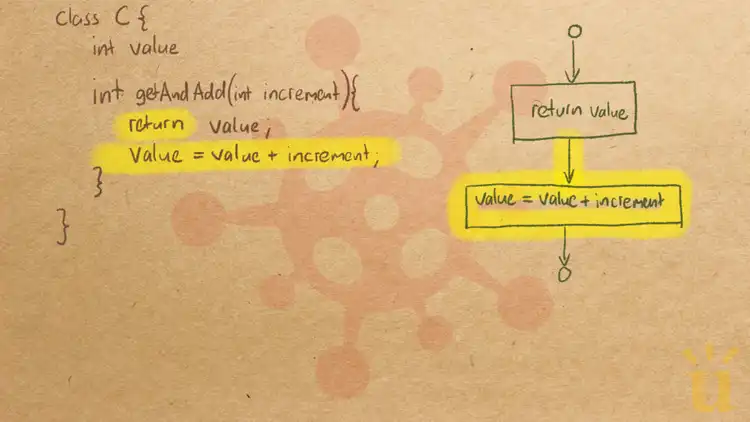 Class C {
int value
int getAndAdd(int increment){
return value;
Value = value + increment;
}
}
return value
value = value + increment
u